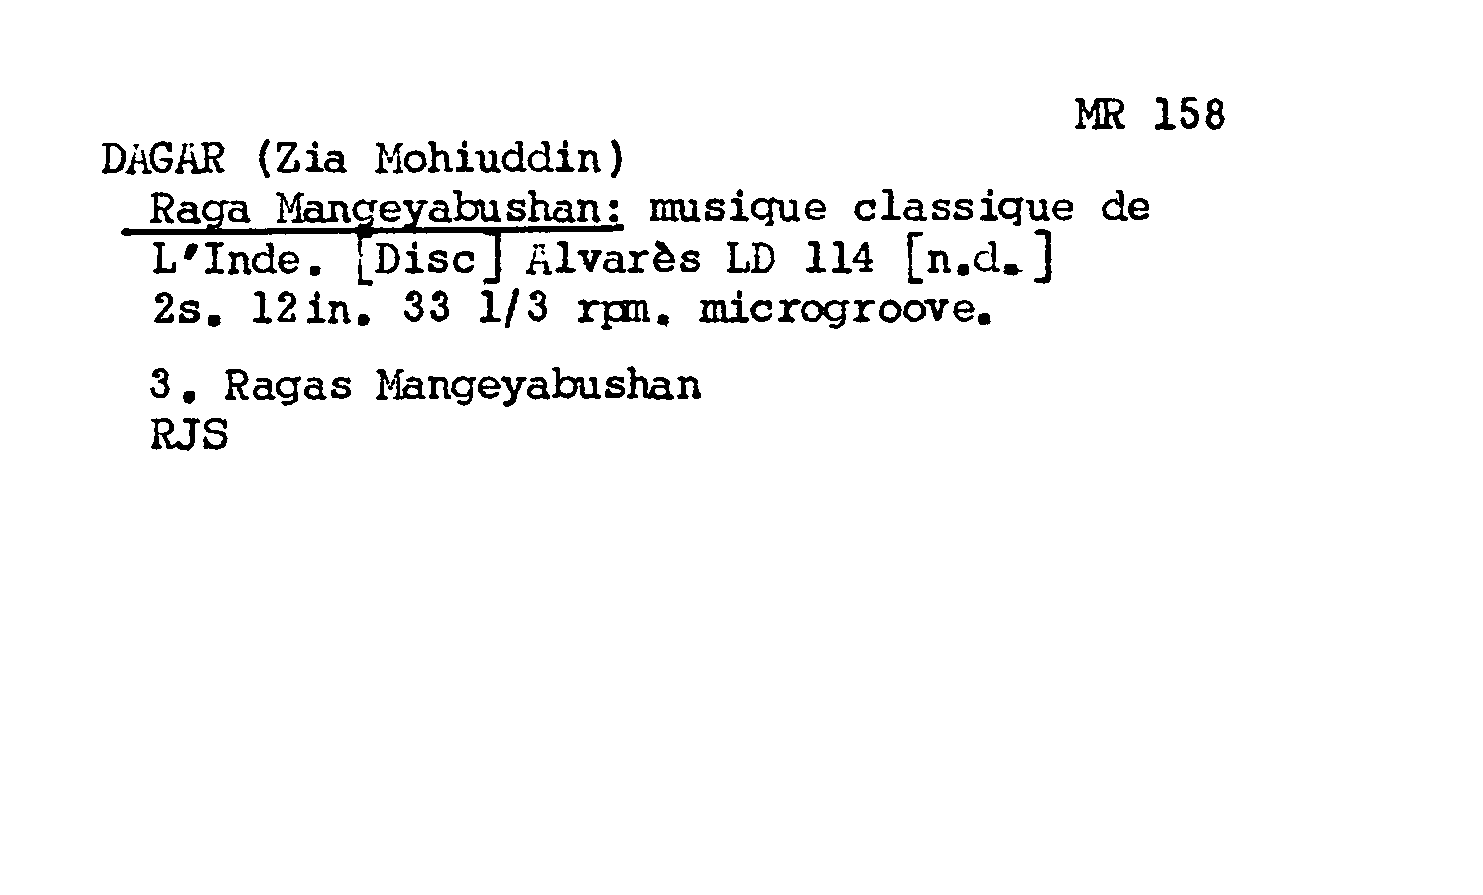 MR 158
DAGAR (Zia Mohiuddin)
Raga Mangeyabushan: musique classique de
L'Inde. [Disc] Alvarès LD 114 [n.d.]
2s. 12in. 33 1/3 rpm. microgroove.
3. Ragas Mangeyabushan
RJS